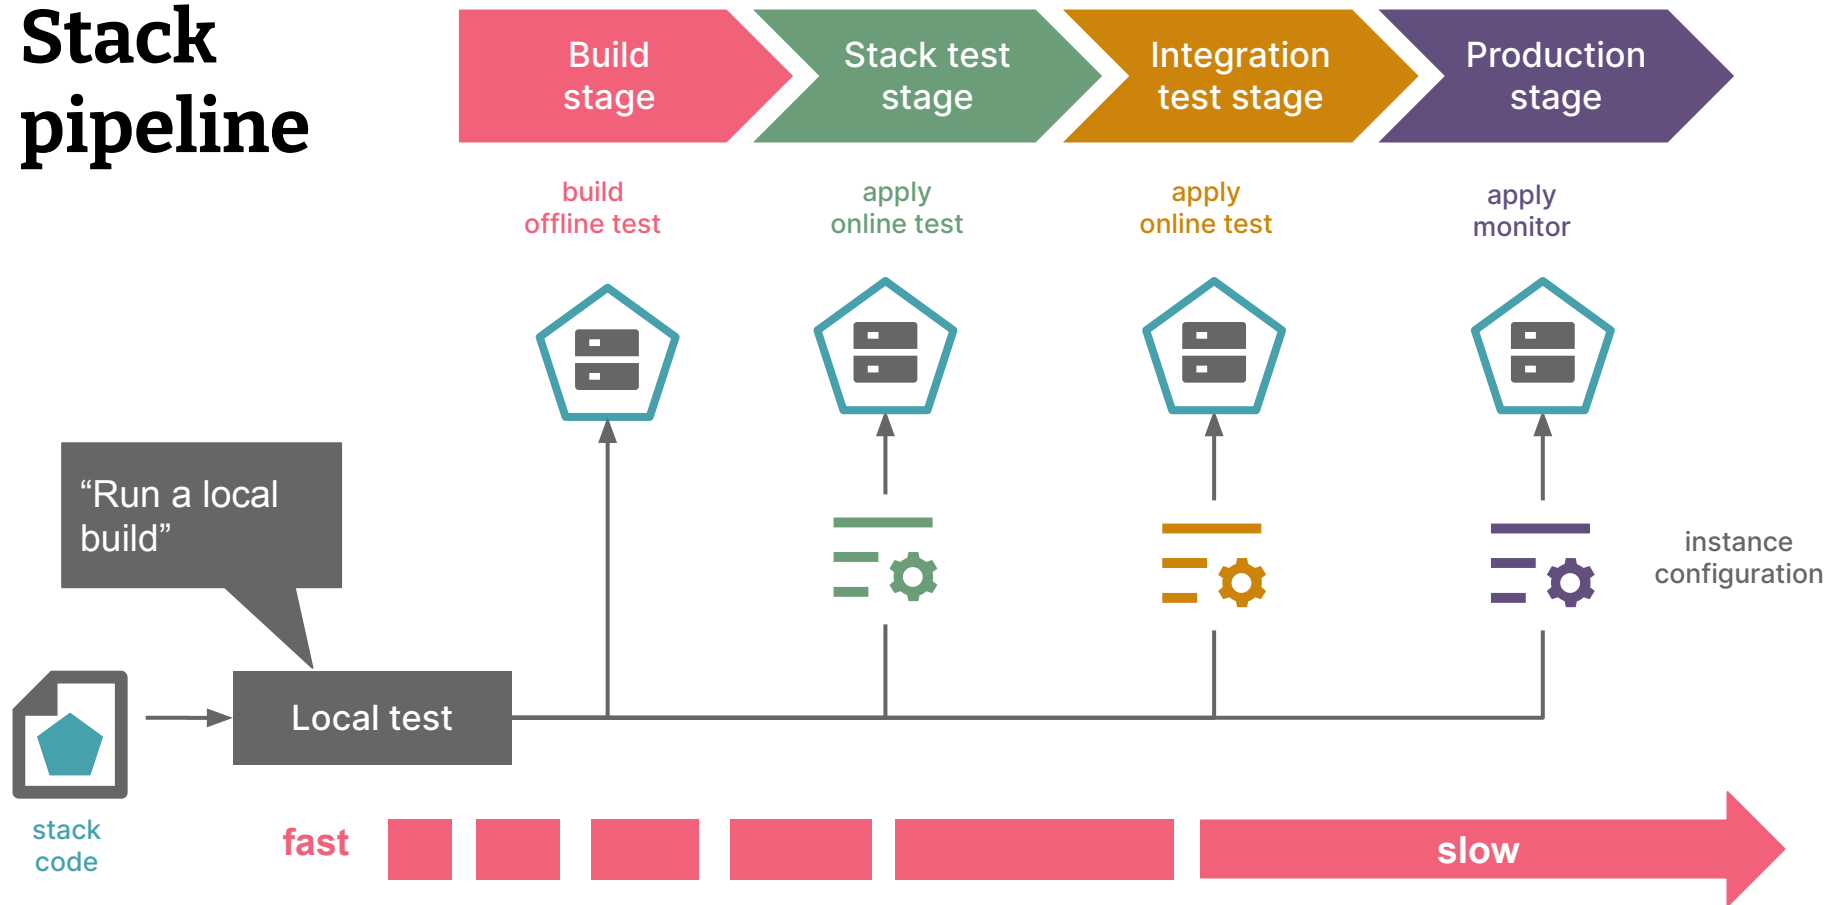 Stack
pipeline
Build
stage
Stack test
stage
Integration
test stage
Production
stage
build
offline test
apply
online test
apply
online test
apply
monitor
“Run a local
build”
instance
configuration
Local test
stack
code
fast
slow